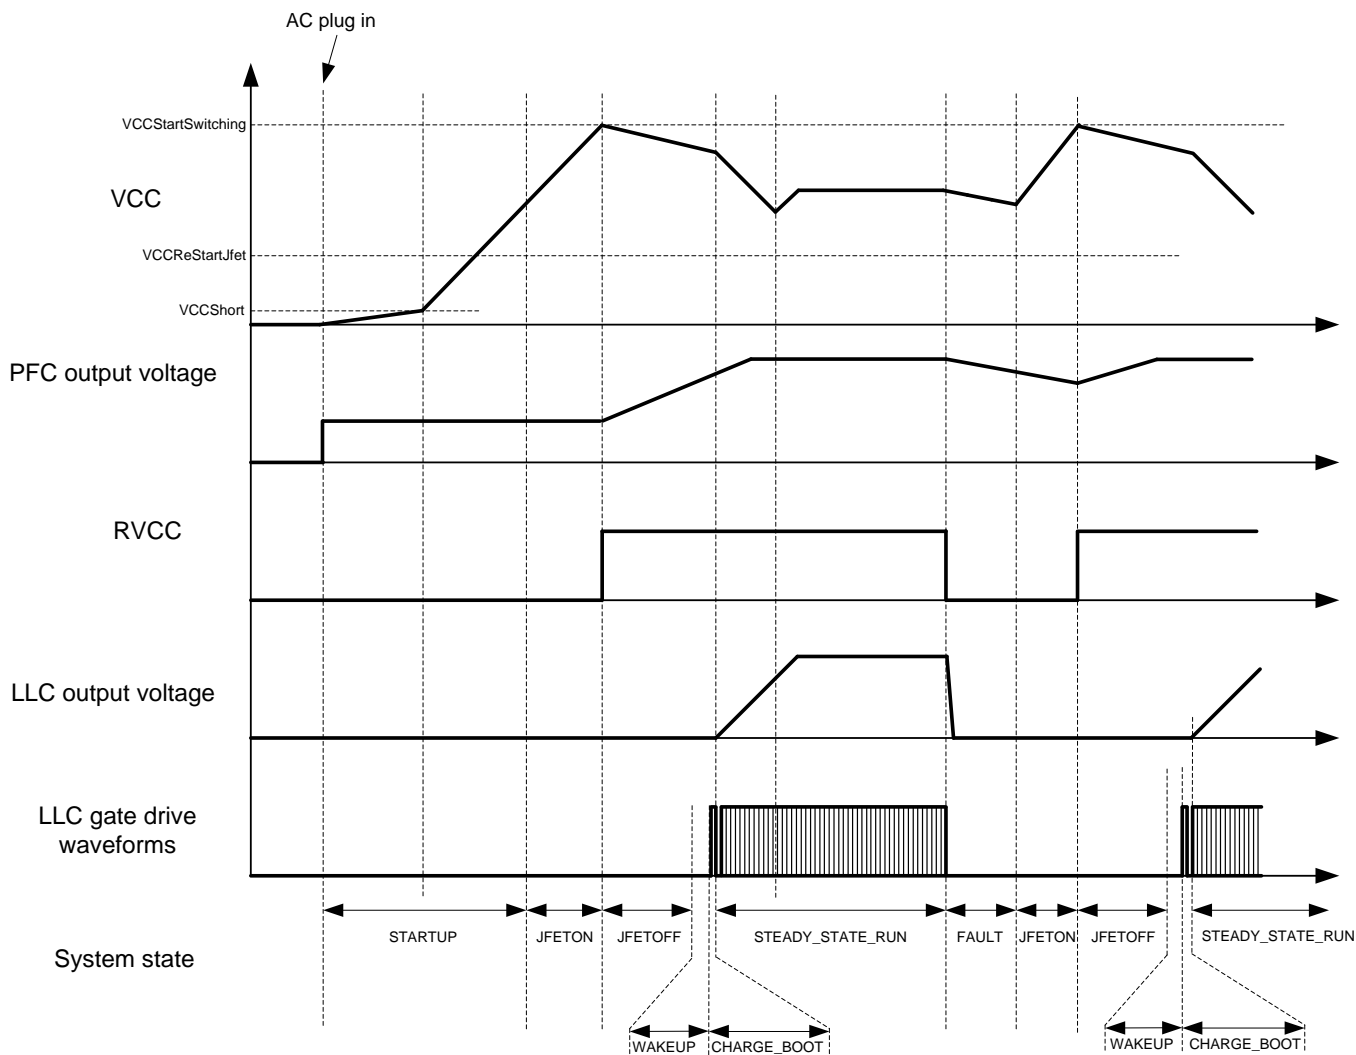 AC plug in
VCCStartSwitching
VCC
VCCReStartJfet
VCCShort
PFC output voltage
RVCC
LLC output voltage
LLC gate drive
waveforms
STARTUP
JFETON
JFETOFF
STEADY_STATE_RUN
FAULT
JFETON
JFETOFF
STEADY_STATE_RUN
System state
WAKEUP
CHARGE_BOOT
WAKEUP
CHARGE_BOOT